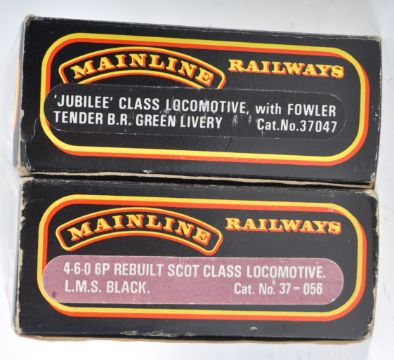 MAINLINE RAILWAYS
'JUBILEE' CLASS LOCOMOTIVE, with FOWLER
TENDER B.R. GREEN LIVERY Cat.No.37047
MAINLINE RAILWAYS
4-6-0 6P REBUILT SCOT CLASS LOCOMOTIVE.
L.M.S. BLACK. Cat. No. 37-056